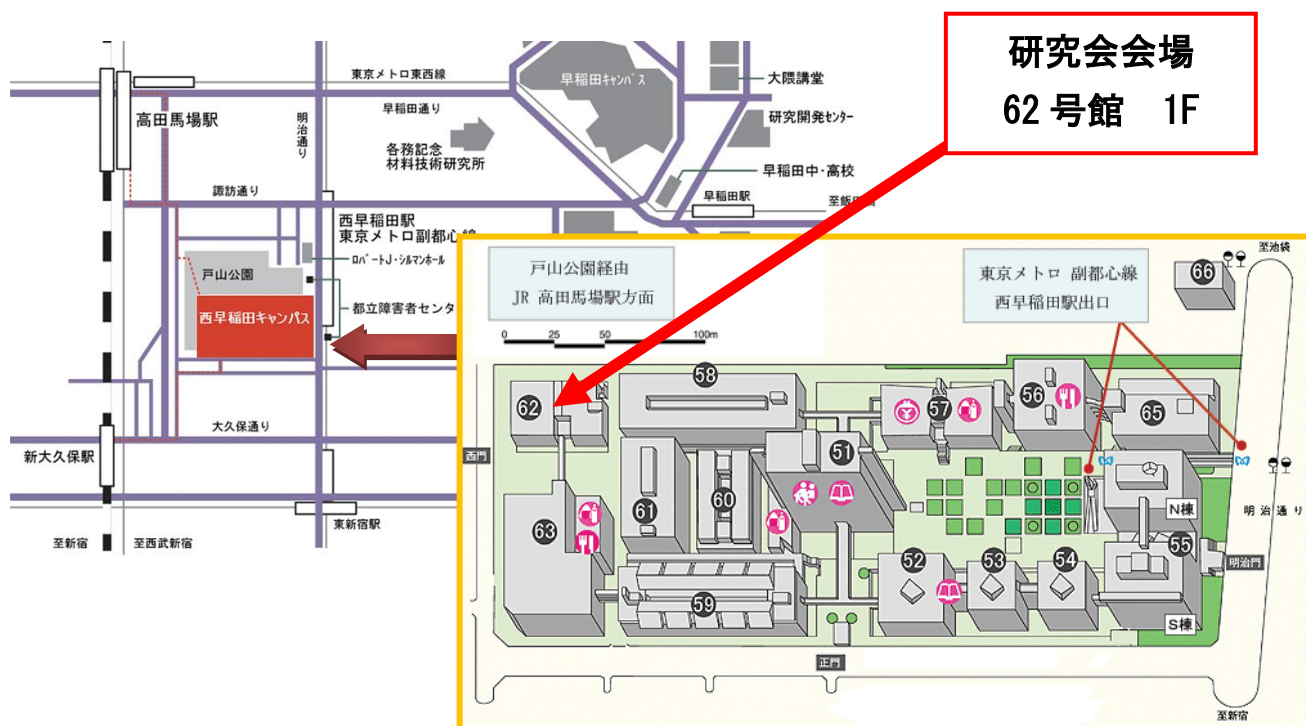 研究会会場
62 号館　1F
東京メトロ東西線
早稲田キャンパス
大隈講堂
高田馬場駅
早稲田通り
明治通り
研究開発センター
各務記念
材料技術研究所
早稲田中・高校
諏訪通り
早稲田駅
西早稲田駅
東京メトロ副都心線
ロバートJ・シルマンホール
戸山公園
都立障害者センタ
西早稲田キャンパス
大久保通り
新大久保駅
東新宿駅
至新宿
至西武新宿
戸山公園経由
JR 高田馬場駅方面
東京メトロ 副都心線
西早稲田駅出口
至池袋
66
0
25
50
100m
58
62
57
56
65
51
西門
60
61
63
N棟
明治通り
55
明治門
52
53
54
59
S棟
正門
至新宿